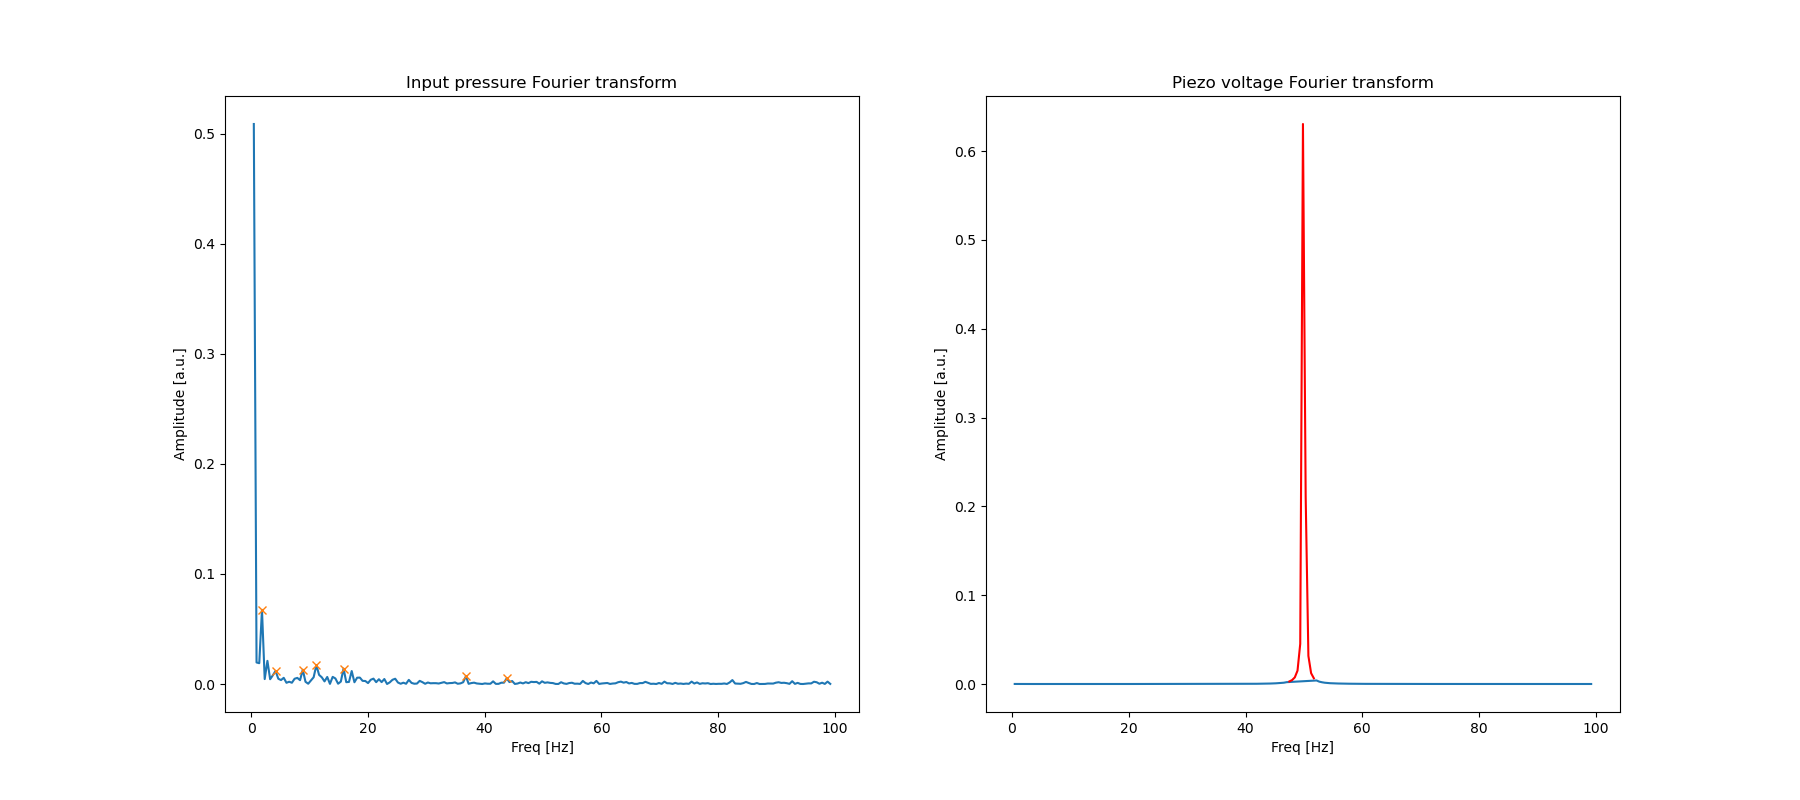 Input pressure Fourier transform
Amplitude [a.u.]
0.5
0.4
0.3
0.2
0.1
0.0
0 20 40 60 80 100
Freq [Hz]
Piezo voltage Fourier transform
Amplitude [a.u.]
0.6
0.5
0.4
0.3
0.2
0.1
0.0
0 20 40 60 80 100
Freq [Hz]